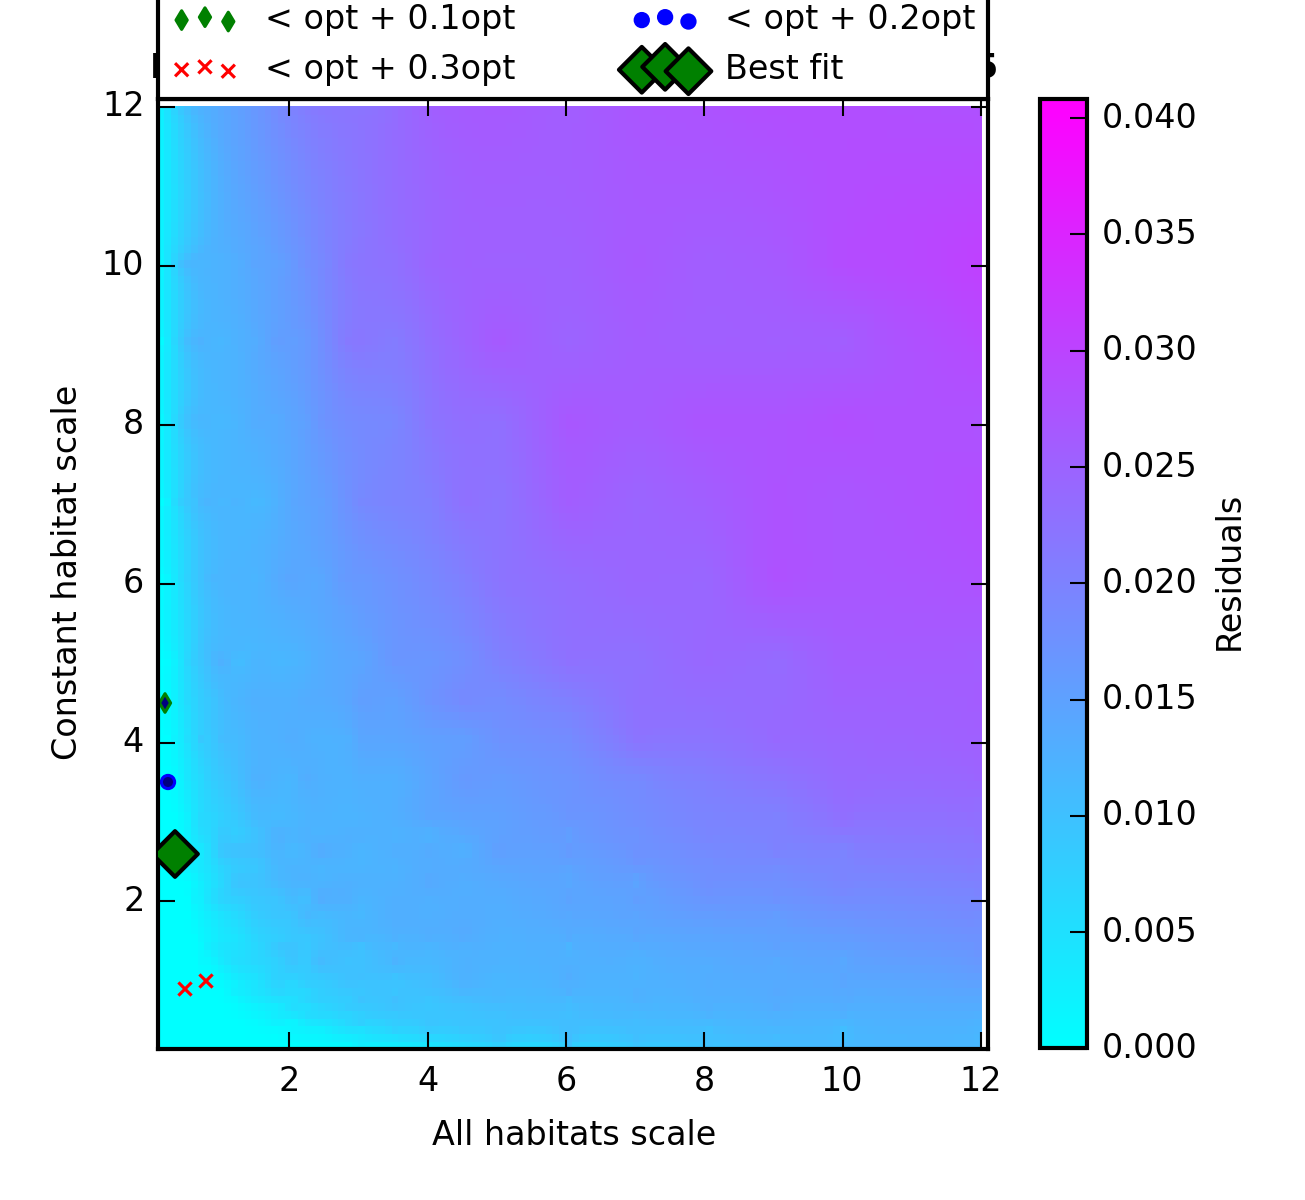 < opt + 0.1opt
< opt + 0.2opt
< opt + 0.3opt
Best fit
12
10
8
6
4
2
Constant habitat scale
2 4 6 8 10 12
All habitats scale
0.040
0.035
0.030
0.025
0.020
0.015
0.010
0.005
0.000
Residuals